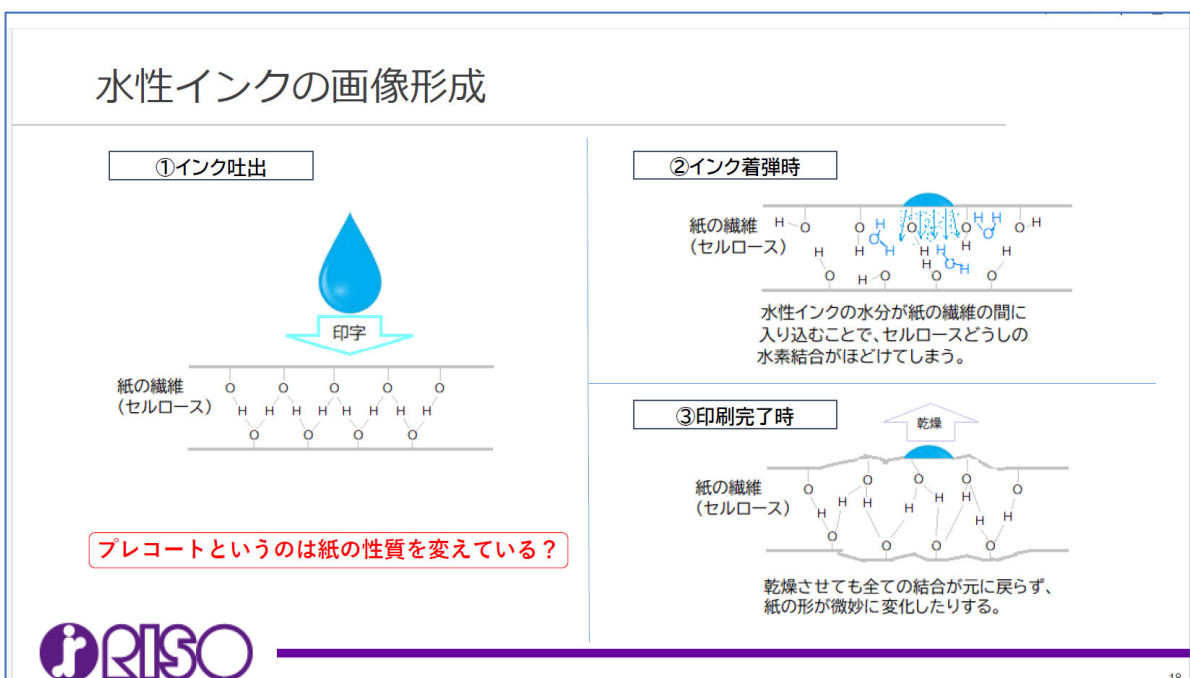 水性インクの画像形成
①インク吐出
印字
紙の繊維
(セルロース)
O O O O O
H H H H H H H H
O O O O
プレコートというのは紙の性質を変えている?
②インク着弾時
紙の繊維
(セルロース)
H O O H O O H H O H
H H O H H H O H
H H O H H
O H O O O
水性インクの水分が紙の繊維の間に
入り込むことで、セルロースどうしの
水素結合がほどけてしまう。
③印刷完了時
乾燥
紙の繊維
(セルロース)
O O O O O
H H H H H H H H
O O O O
乾燥させても全ての結合が元に戻らず、
紙の形が微妙に変化したりする。
RISO